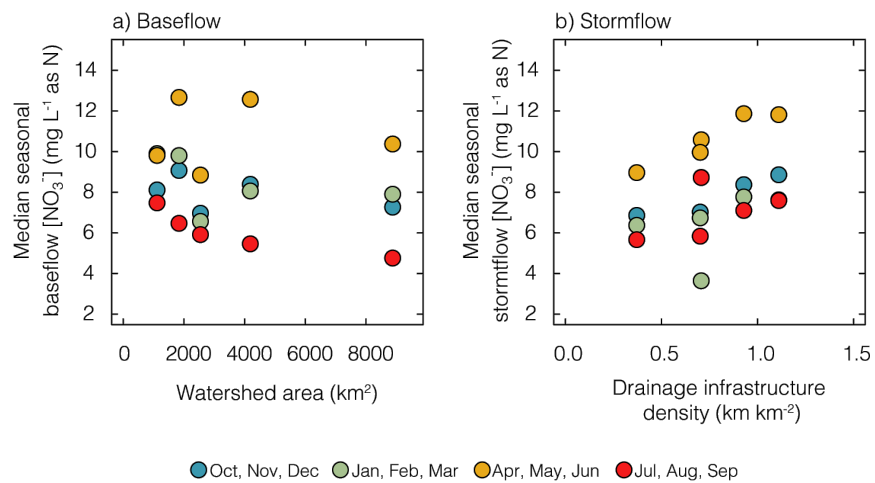 a) Baseflow
b) Stormflow
Median seasonal
baseflow [NO₃⁻] (mg L⁻¹ as N)
14
12
10
8
6
4
2
0
2000
4000
6000
8000
Watershed area (km²)
Median seasonal
stormtflow [NO₃⁻] (mg L⁻¹ as N)
14
12
10
8
6
4
2
0.0
0.5
1.0
1.5
Drainage infrastructure
density (km km⁻²)
Oct, Nov, Dec
Jan, Feb, Mar
Apr, May, Jun
Jul, Aug, Sep